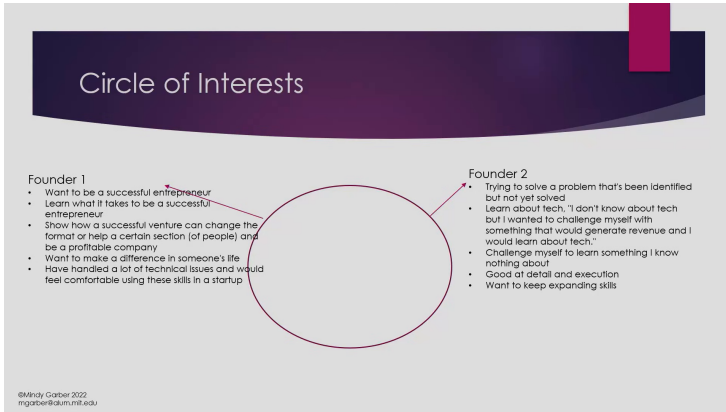 Circle of Interests
Founder 1
• Want to be a successful entrepreneur
• Learn what it takes to be a successful
entrepreneur
• Show how a successful venture can change the
format or help a certain section (of people) and
be a profitable company
• Want to make a difference in someone's life
• Have handled a lot of technical issues and would
feel comfortable using these skills in a startup
Founder 2
• Trying to solve a problem that's been identified
but not yet solved
• Learn about tech, "I don't know about tech
but I wanted to challenge myself with
something that would generate revenue and I
would learn about tech."
• Challenge myself to learn something I know
nothing about
• Good at detail and execution
• Want to keep expanding skills
©Mindy Garber 2022
mgarber@alum.mit.edu